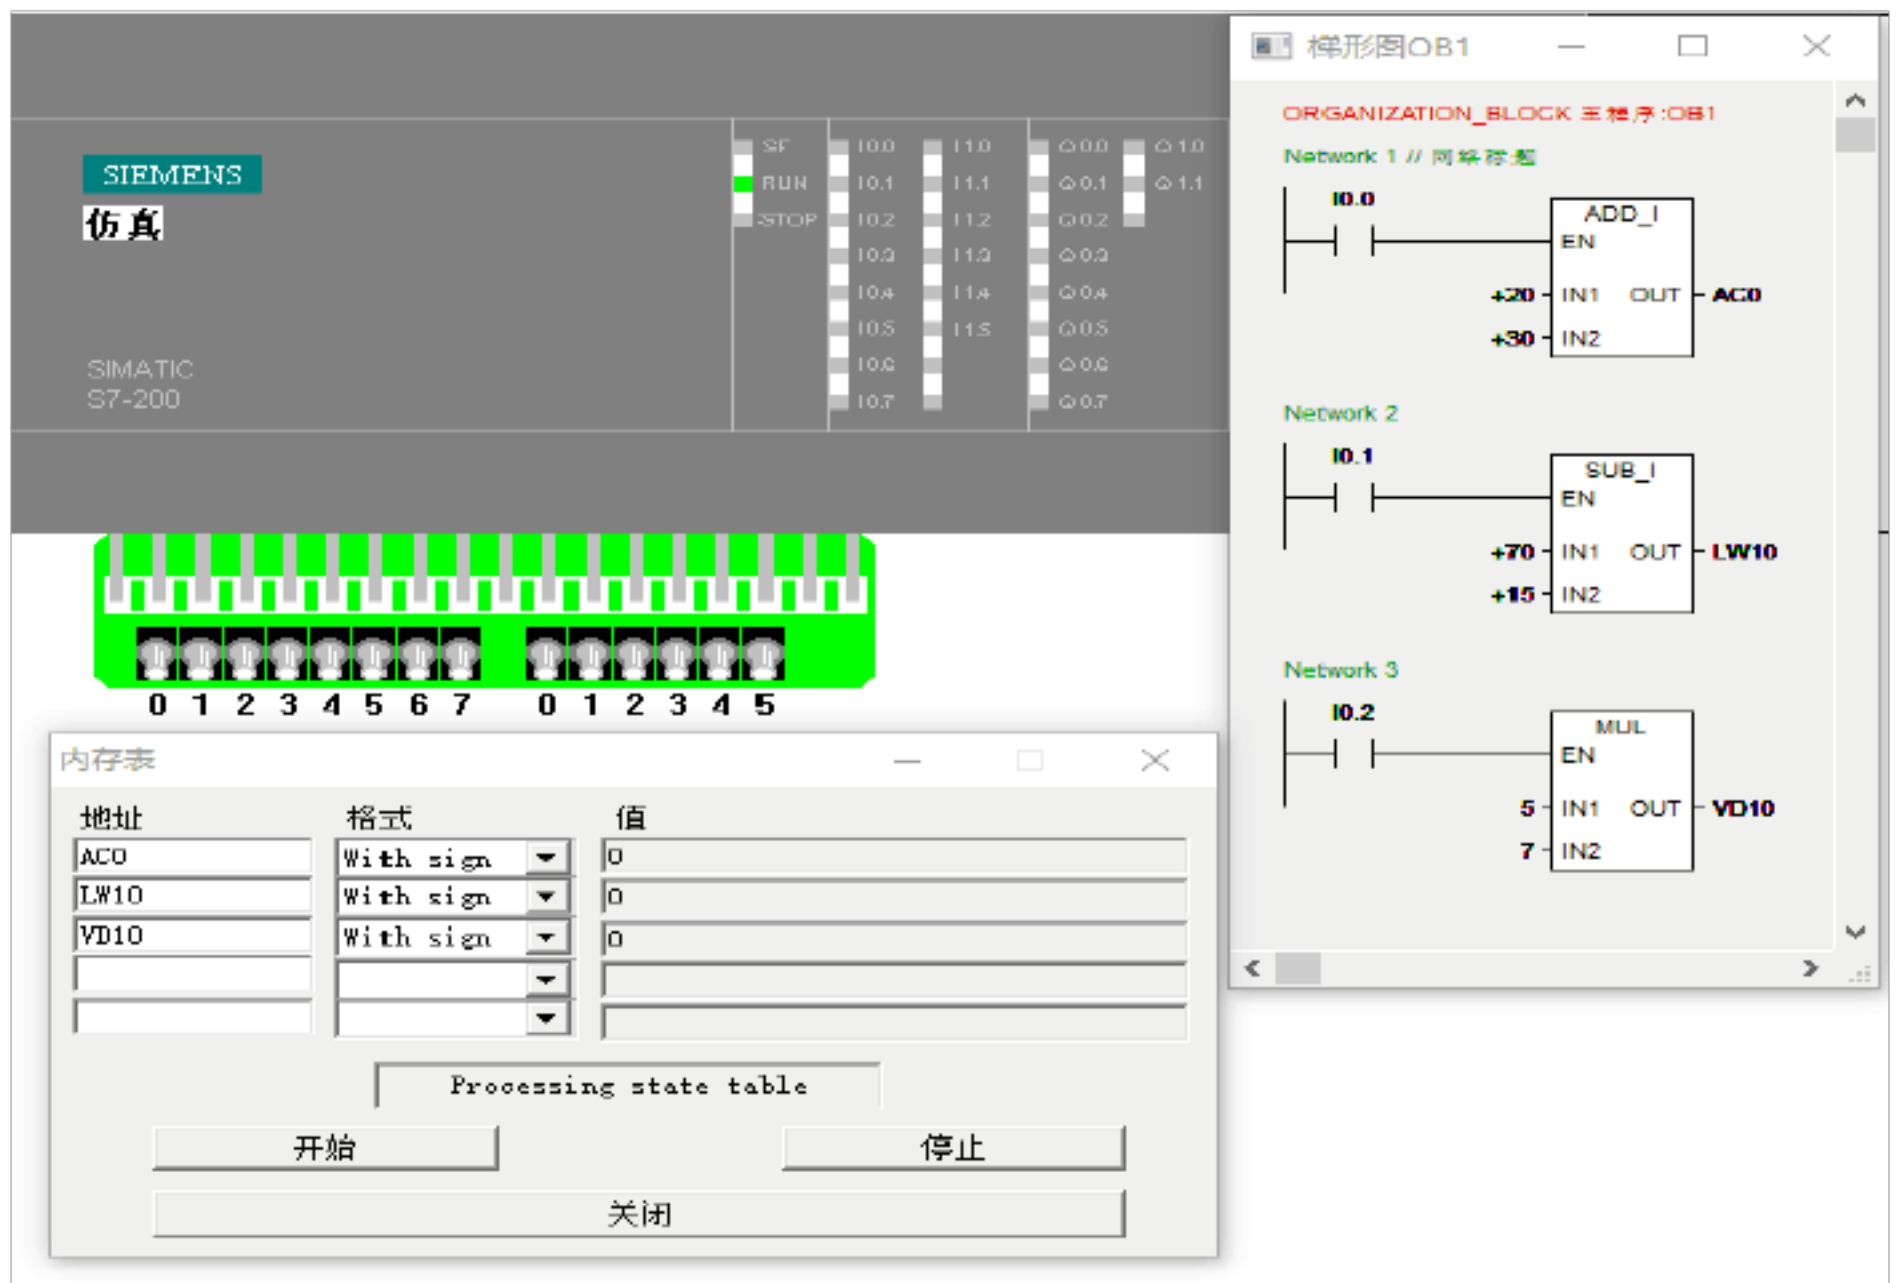 SIEMENS
仿真
SIMATIC
S7-200
SF
RUN
STOP
I0.0
I0.1
I0.2
I0.3
I0.4
I0.5
I0.6
I0.7
I1.0
I1.1
I1.2
I1.3
I1.4
I1.5
Q0.0
Q0.1
Q0.2
Q0.3
Q0.4
Q0.5
Q0.6
Q0.7
Q1.0
Q1.1
0 1 2 3 4 5 6 7 0 1 2 3 4 5
内存表
地址 格式 值
AC0 With sign 0
LW10 With sign 0
VD10 With sign 0
Processing state table
开始 停止
关闭
梯形图OB1
ORGANIZATION_BLOCK 主程序:OB1
Network 1 // 网络标题
I0.0
ADD_I
EN
+20 IN1 OUT AC0
+30 IN2
Network 2
I0.1
SUB_I
EN
+70 IN1 OUT LW10
+15 IN2
Network 3
I0.2
MUL
EN
5 IN1 OUT VD10
7 IN2